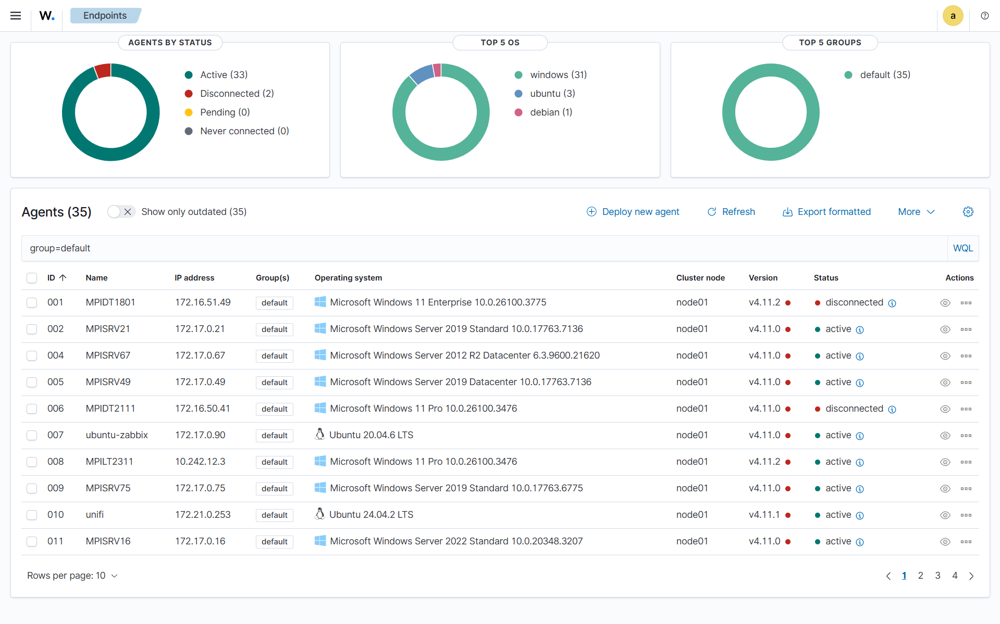 W.
Endpoints
a
AGENTS BY STATUS
Active (33)
Disconnected (2)
Pending (0)
Never connected (0)
TOP 5 OS
windows (31)
ubuntu (3)
debian (1)
TOP 5 GROUPS
default (35)
Agents (35) Show only outdated (35) Deploy new agent Refresh Export formatted More
group=default WQL
ID Name IP address Group(s) Operating system Cluster node Version Status Actions
001 MPIDT1801 172.16.51.49 default Microsoft Windows 11 Enterprise 10.0.26100.3775 node01 v4.11.2 disconnected
002 MPISRV21 172.17.0.21 default Microsoft Windows Server 2019 Standard 10.0.17763.7136 node01 v4.11.0 active
004 MPISRV67 172.17.0.67 default Microsoft Windows Server 2012 R2 Datacenter 6.3.9600.21620 node01 v4.11.0 active
005 MPISRV49 172.17.0.49 default Microsoft Windows Server 2019 Datacenter 10.0.17763.7136 node01 v4.11.0 active
006 MPIDT2111 172.16.50.41 default Microsoft Windows 11 Pro 10.0.26100.3476 node01 v4.11.0 disconnected
007 ubuntu-zabbix 172.17.0.90 default Ubuntu 20.04.6 LTS node01 v4.11.0 active
008 MPILT2311 10.242.12.3 default Microsoft Windows 11 Pro 10.0.26100.3476 node01 v4.11.2 active
009 MPISRV75 172.17.0.75 default Microsoft Windows Server 2019 Standard 10.0.17763.6775 node01 v4.11.0 active
010 unifi 172.21.0.253 default Ubuntu 24.04.2 LTS node01 v4.11.1 active
011 MPISRV16 172.17.0.16 default Microsoft Windows Server 2022 Standard 10.0.20348.3207 node01 v4.11.0 active
Rows per page: 10 1 2 3 4